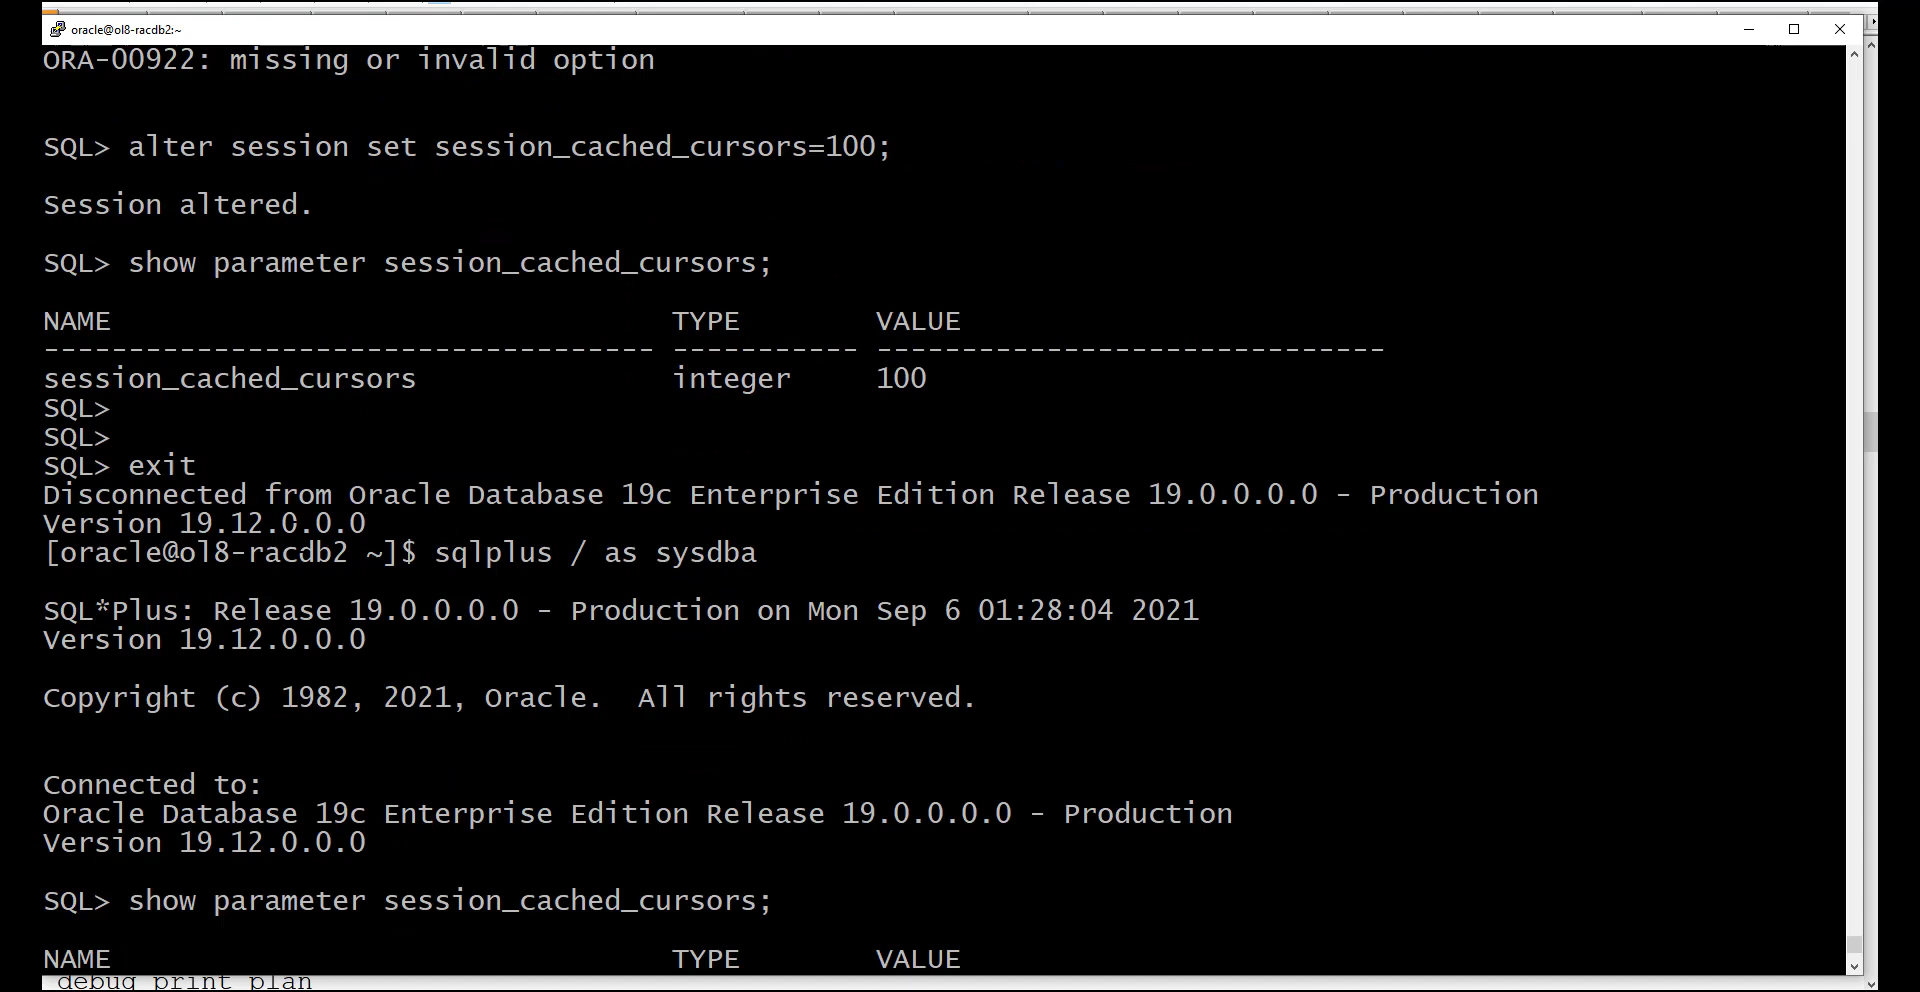 oracle@ol8-racdb2:~
ORA-00922: missing or invalid option
SQL> alter session set session_cached_cursors=100;
Session altered.
SQL> show parameter session_cached_cursors;
NAME                                 TYPE        VALUE
------------------------------------ ----------- ------------------------------
session_cached_cursors               integer     100
SQL>
SQL>
SQL> exit
Disconnected from Oracle Database 19c Enterprise Edition Release 19.0.0.0.0 - Production
Version 19.12.0.0.0
[oracle@ol8-racdb2 ~]$ sqlplus / as sysdba
SQL*Plus: Release 19.0.0.0.0 - Production on Mon Sep 6 01:28:04 2021
Version 19.12.0.0.0
Copyright (c) 1982, 2021, Oracle.  All rights reserved.
Connected to:
Oracle Database 19c Enterprise Edition Release 19.0.0.0.0 - Production
Version 19.12.0.0.0
SQL> show parameter session_cached_cursors;
NAME                                 TYPE        VALUE
debug print plan